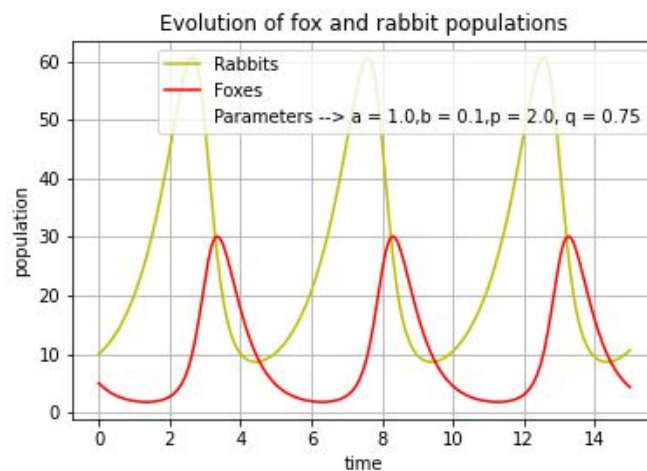 Evolution of fox and rabbit populations
Rabbits
Foxes
Parameters --> a = 1.0,b = 0.1,p = 2.0, q = 0.75
population
60
50
40
30
20
10
0
0 2 4 6 8 10 12 14
time